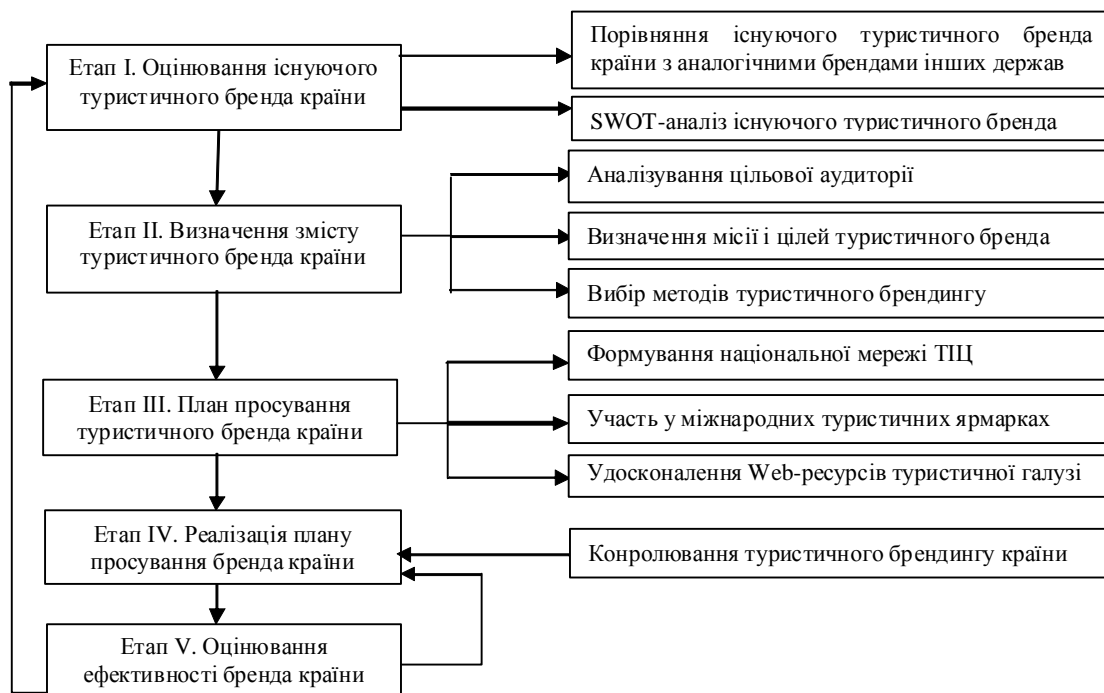 Етап I. Оцінювання існуючого
туристичного бренда країни
Порівняння існуючого туристичного бренда
країни з аналогічними брендами інших держав
SWOT-аналіз існуючого туристичного бренда
Етап II. Визначення змісту
туристичного бренда країни
Аналізування цільової аудиторії
Визначення місії і цілей туристичного бренда
Вибір методів туристичного брендингу
Етап III. План просування
туристичного бренда країни
Формування національної мережі ТІЦ
Участь у міжнародних туристичних ярмарках
Удосконалення Web-ресурсів туристичної галузі
Етап IV. Реалізація плану
просування бренда країни
Конролювання туристичного брендингу країни
Етап V. Оцінювання
ефективності бренда країни